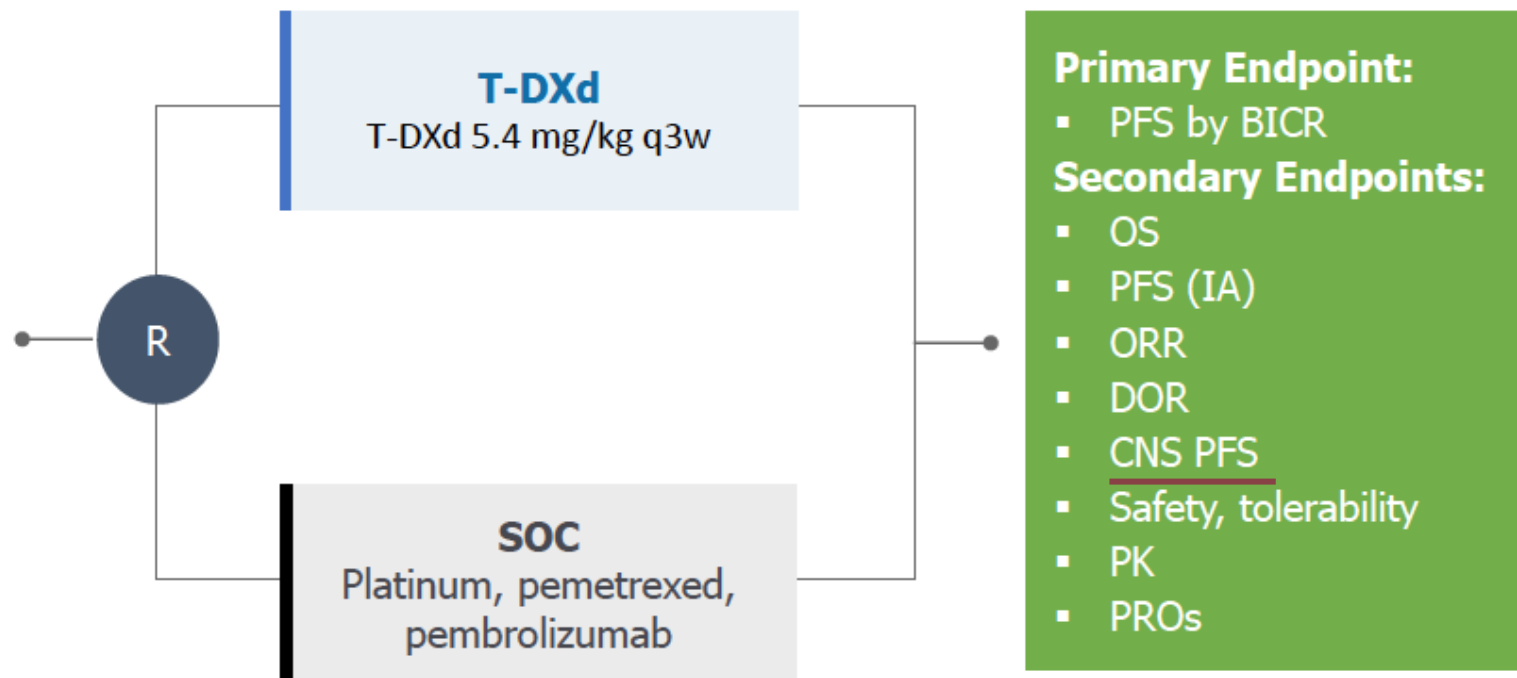 T-DXd
T-DXd 5.4 mg/kg q3w
R
SOC
Platinum, pemetrexed,
pembrolizumab
Primary Endpoint:
▪ PFS by BICR
Secondary Endpoints:
▪ OS
▪ PFS (IA)
▪ ORR
▪ DOR
▪ CNS PFS
▪ Safety, tolerability
▪ PK
▪ PROs